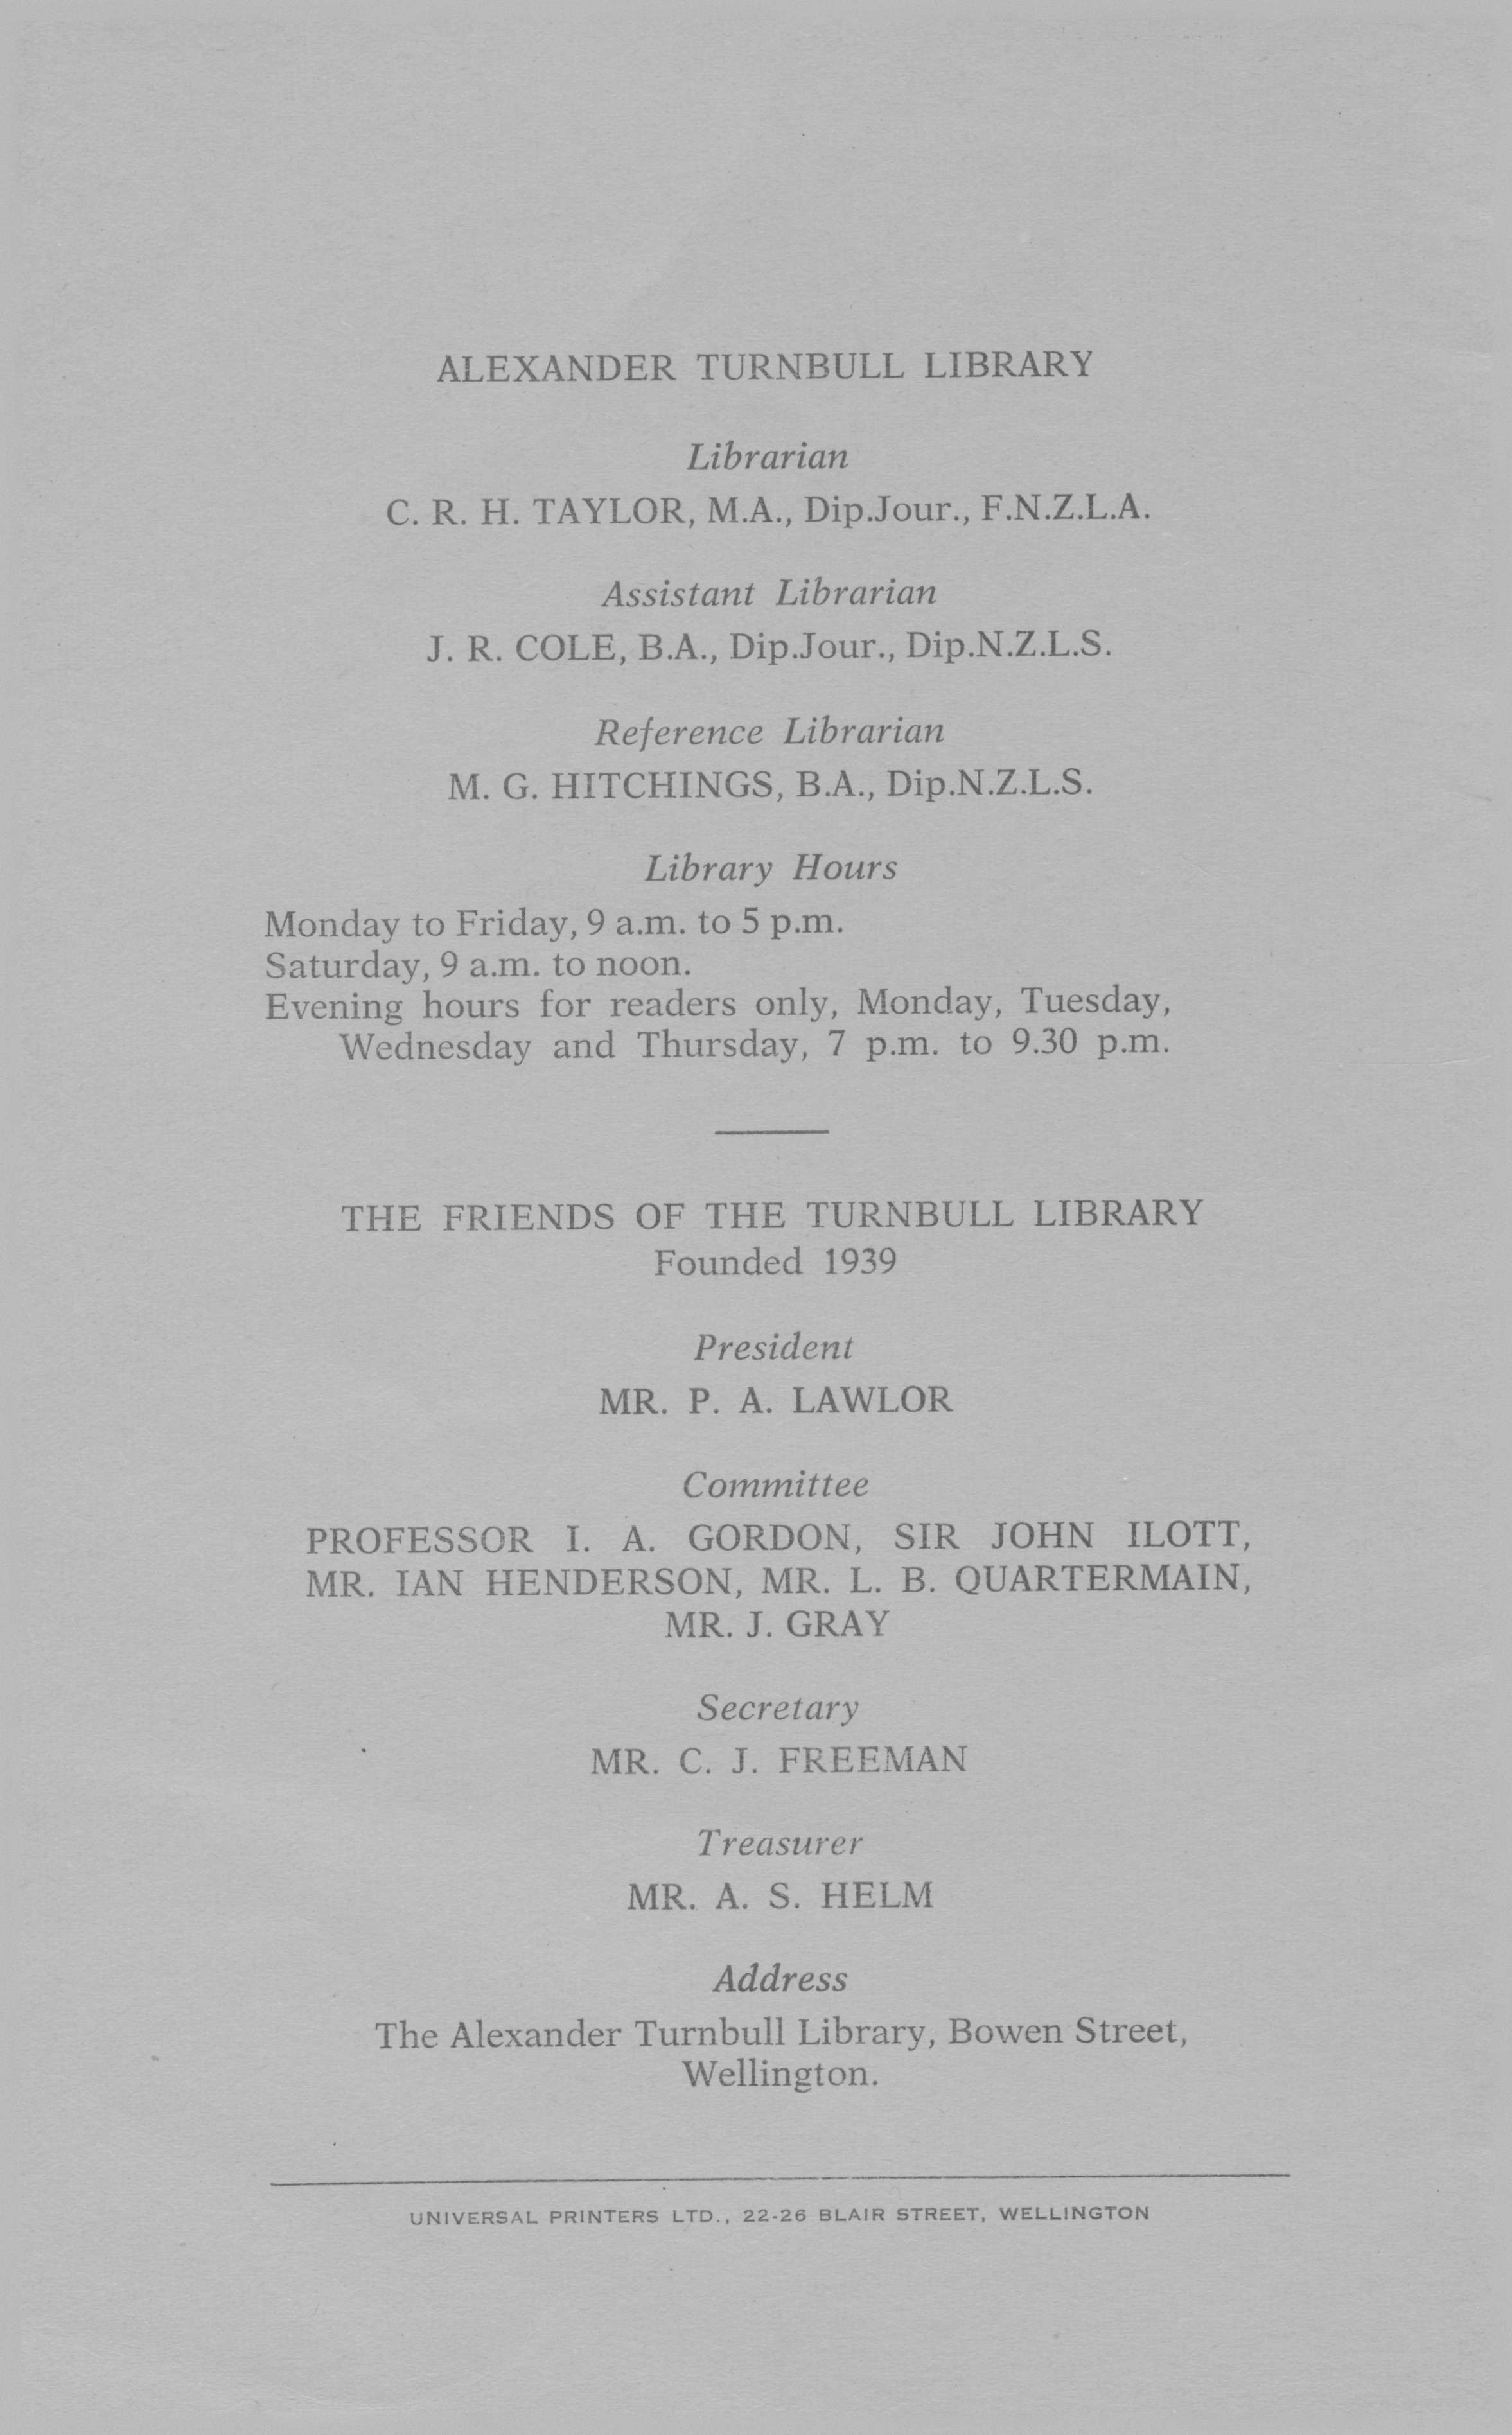 ALEXANDER TURNBULL LIBRARY
Librarian
C. R. H. TAYLOR, M.A., Dip.Jour., F.N.Z.L.A.
Assistant Librarian
J. R. COLE, B.A., Dip.Jour., Dip.N.Z.L.S.
Reference Librarian
M. G. HITCHINGS, B.A., Dip.N.Z.L.S.
Library Hours
Monday to Friday, 9 a.m. to 5 p.m.
Saturday, 9 a.m. to noon.
Evening hours for readers only, Monday, Tuesday,
Wednesday and Thursday, 7 p.m. to 9.30 p.m.
THE FRIENDS OF THE TURNBULL LIBRARY
Founded 1939
President
MR. P. A. LAWLOR
Committee
PROFESSOR I. A. GORDON, SIR JOHN ILOTT,
MR. IAN HENDERSON, MR. L. B. QUARTERMAIN,
MR. J. GRAY
Secretary
MR. C. J. FREEMAN
Treasurer
MR. A. S. HELM
Address
The Alexander Turnbull Library, Bowen Street,
Wellington.
UNIVERSAL PRINTERS LTD., 22-26 BLAIR STREET, WELLINGTON